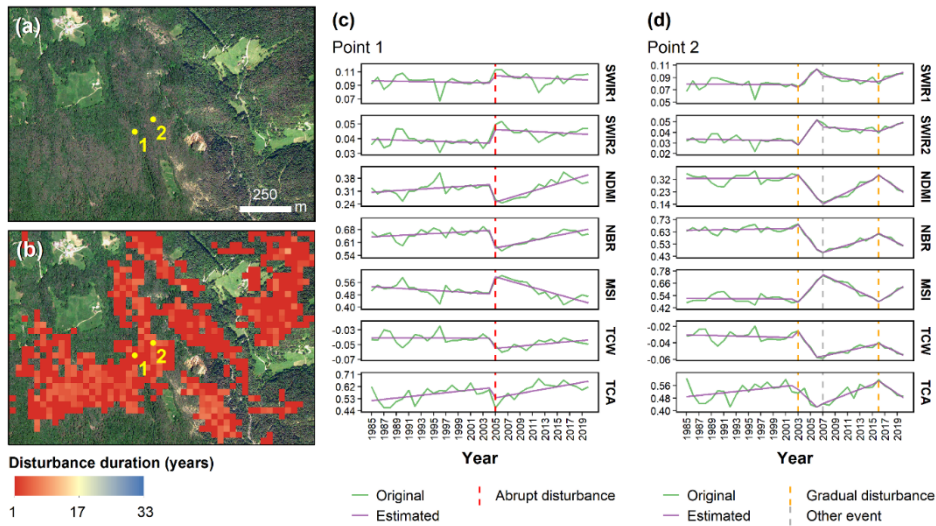 (a)
1
2
250
m
(b)
1
2
Disturbance duration (years)
1 17 33
(c)
Point 1
0.11
0.09
0.07
SWIR1
0.05
0.04
0.03
SWIR2
0.38
0.31
0.24
NDMI
0.68
0.61
0.54
NBR
0.56
0.48
0.40
MSI
-0.03
-0.05
-0.07
TCW
0.71
0.62
0.53
0.44
TCA
1985 1987 1989 1991 1993 1995 1997 1999 2001 2003 2005 2007 2009 2011 2013 2015 2017 2019
Year
Original
Estimated
Abrupt disturbance
(d)
Point 2
0.11
0.09
0.07
0.05
SWIR1
0.05
0.04
0.03
0.02
SWIR2
0.32
0.23
0.14
NDMI
0.73
0.63
0.53
0.43
NBR
0.78
0.66
0.54
0.42
MSI
-0.02
-0.04
-0.06
TCW
0.56
0.48
0.40
TCA
1985 1987 1989 1991 1993 1995 1997 1999 2001 2003 2005 2007 2009 2011 2013 2015 2017 2019
Year
Original
Estimated
Gradual disturbance
Other event